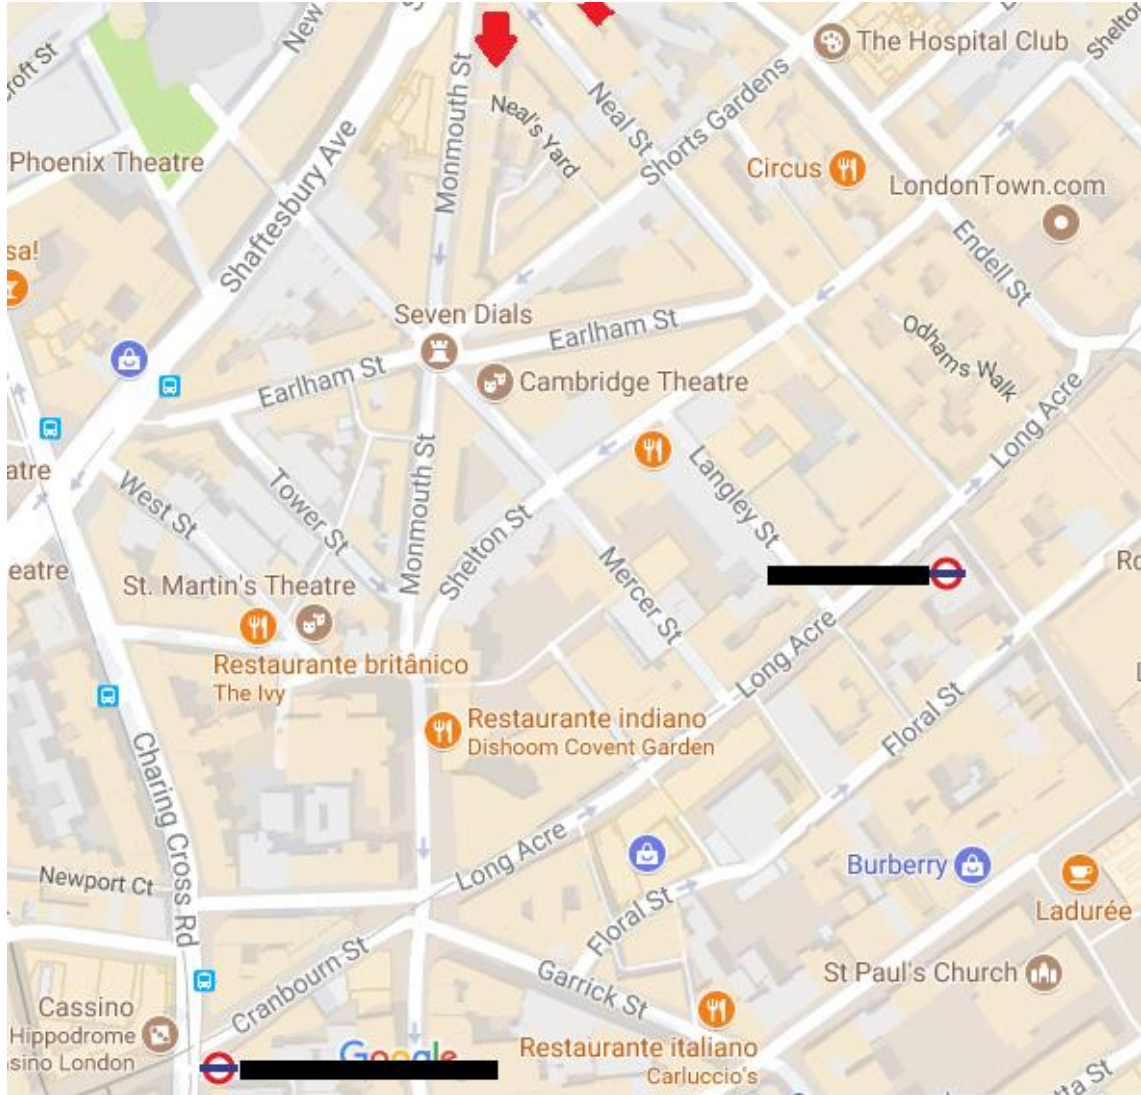 New
Monmouth St
Neal's Yard
Neal St
Shorts Gardens
The Hospital Club
Shelton
Phoenix Theatre
Shaftesbury Ave
Circus
LondonTown.com
Endell St
Seven Dials
Earlham St
Earlham St
Cambridge Theatre
Odhams Walk
Long Acre
West St
Tower St
Monmouth St
Shelton St
Langley St
Mercer St
St. Martin's Theatre
Restaurante britânico
The Ivy
Long Acre
Floral St
Restaurante indiano
Dishoom Covent Garden
Charing Cross Rd
Long Acre
Newport Ct
Burberry
Ladurée
Floral St
Cranbourn St
Garrick St
St Paul's Church
Cassino
Hippodrome
Google
Restaurante italiano
Carluccio's